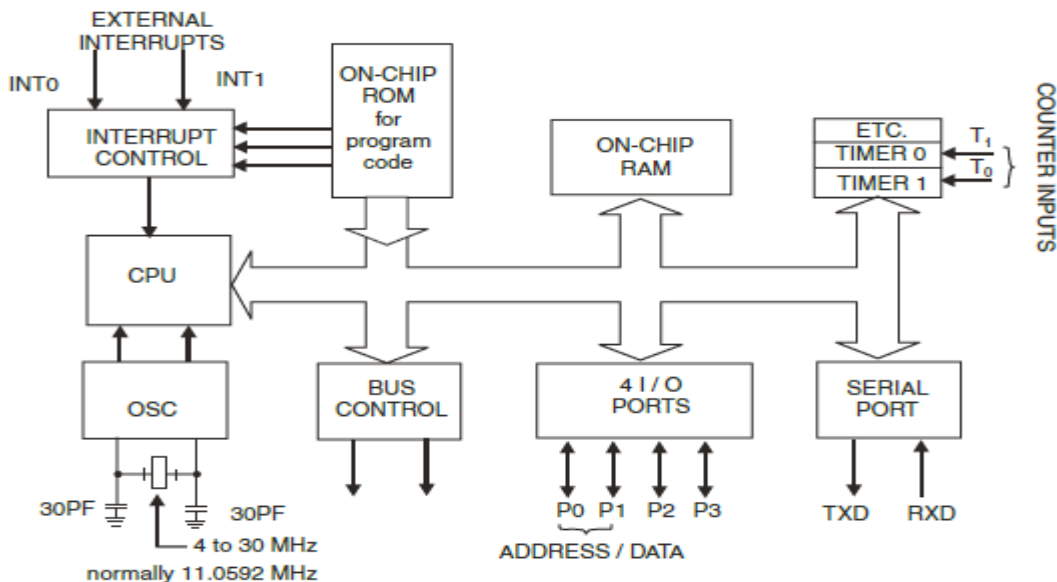 EXTERNAL
INTERRUPTS
INT0
INT1
INTERRUPT
CONTROL
ON-CHIP
ROM
for
program
code
ON-CHIP
RAM
ETC.
TIMER 0
TIMER 1
T1
T0
COUNTER INPUTS
CPU
OSC
BUS
CONTROL
4 I / O
PORTS
SERIAL
PORT
30PF
30PF
4 to 30 MHz
normally 11.0592 MHz
P0 P1 P2 P3
ADDRESS / DATA
TXD RXD